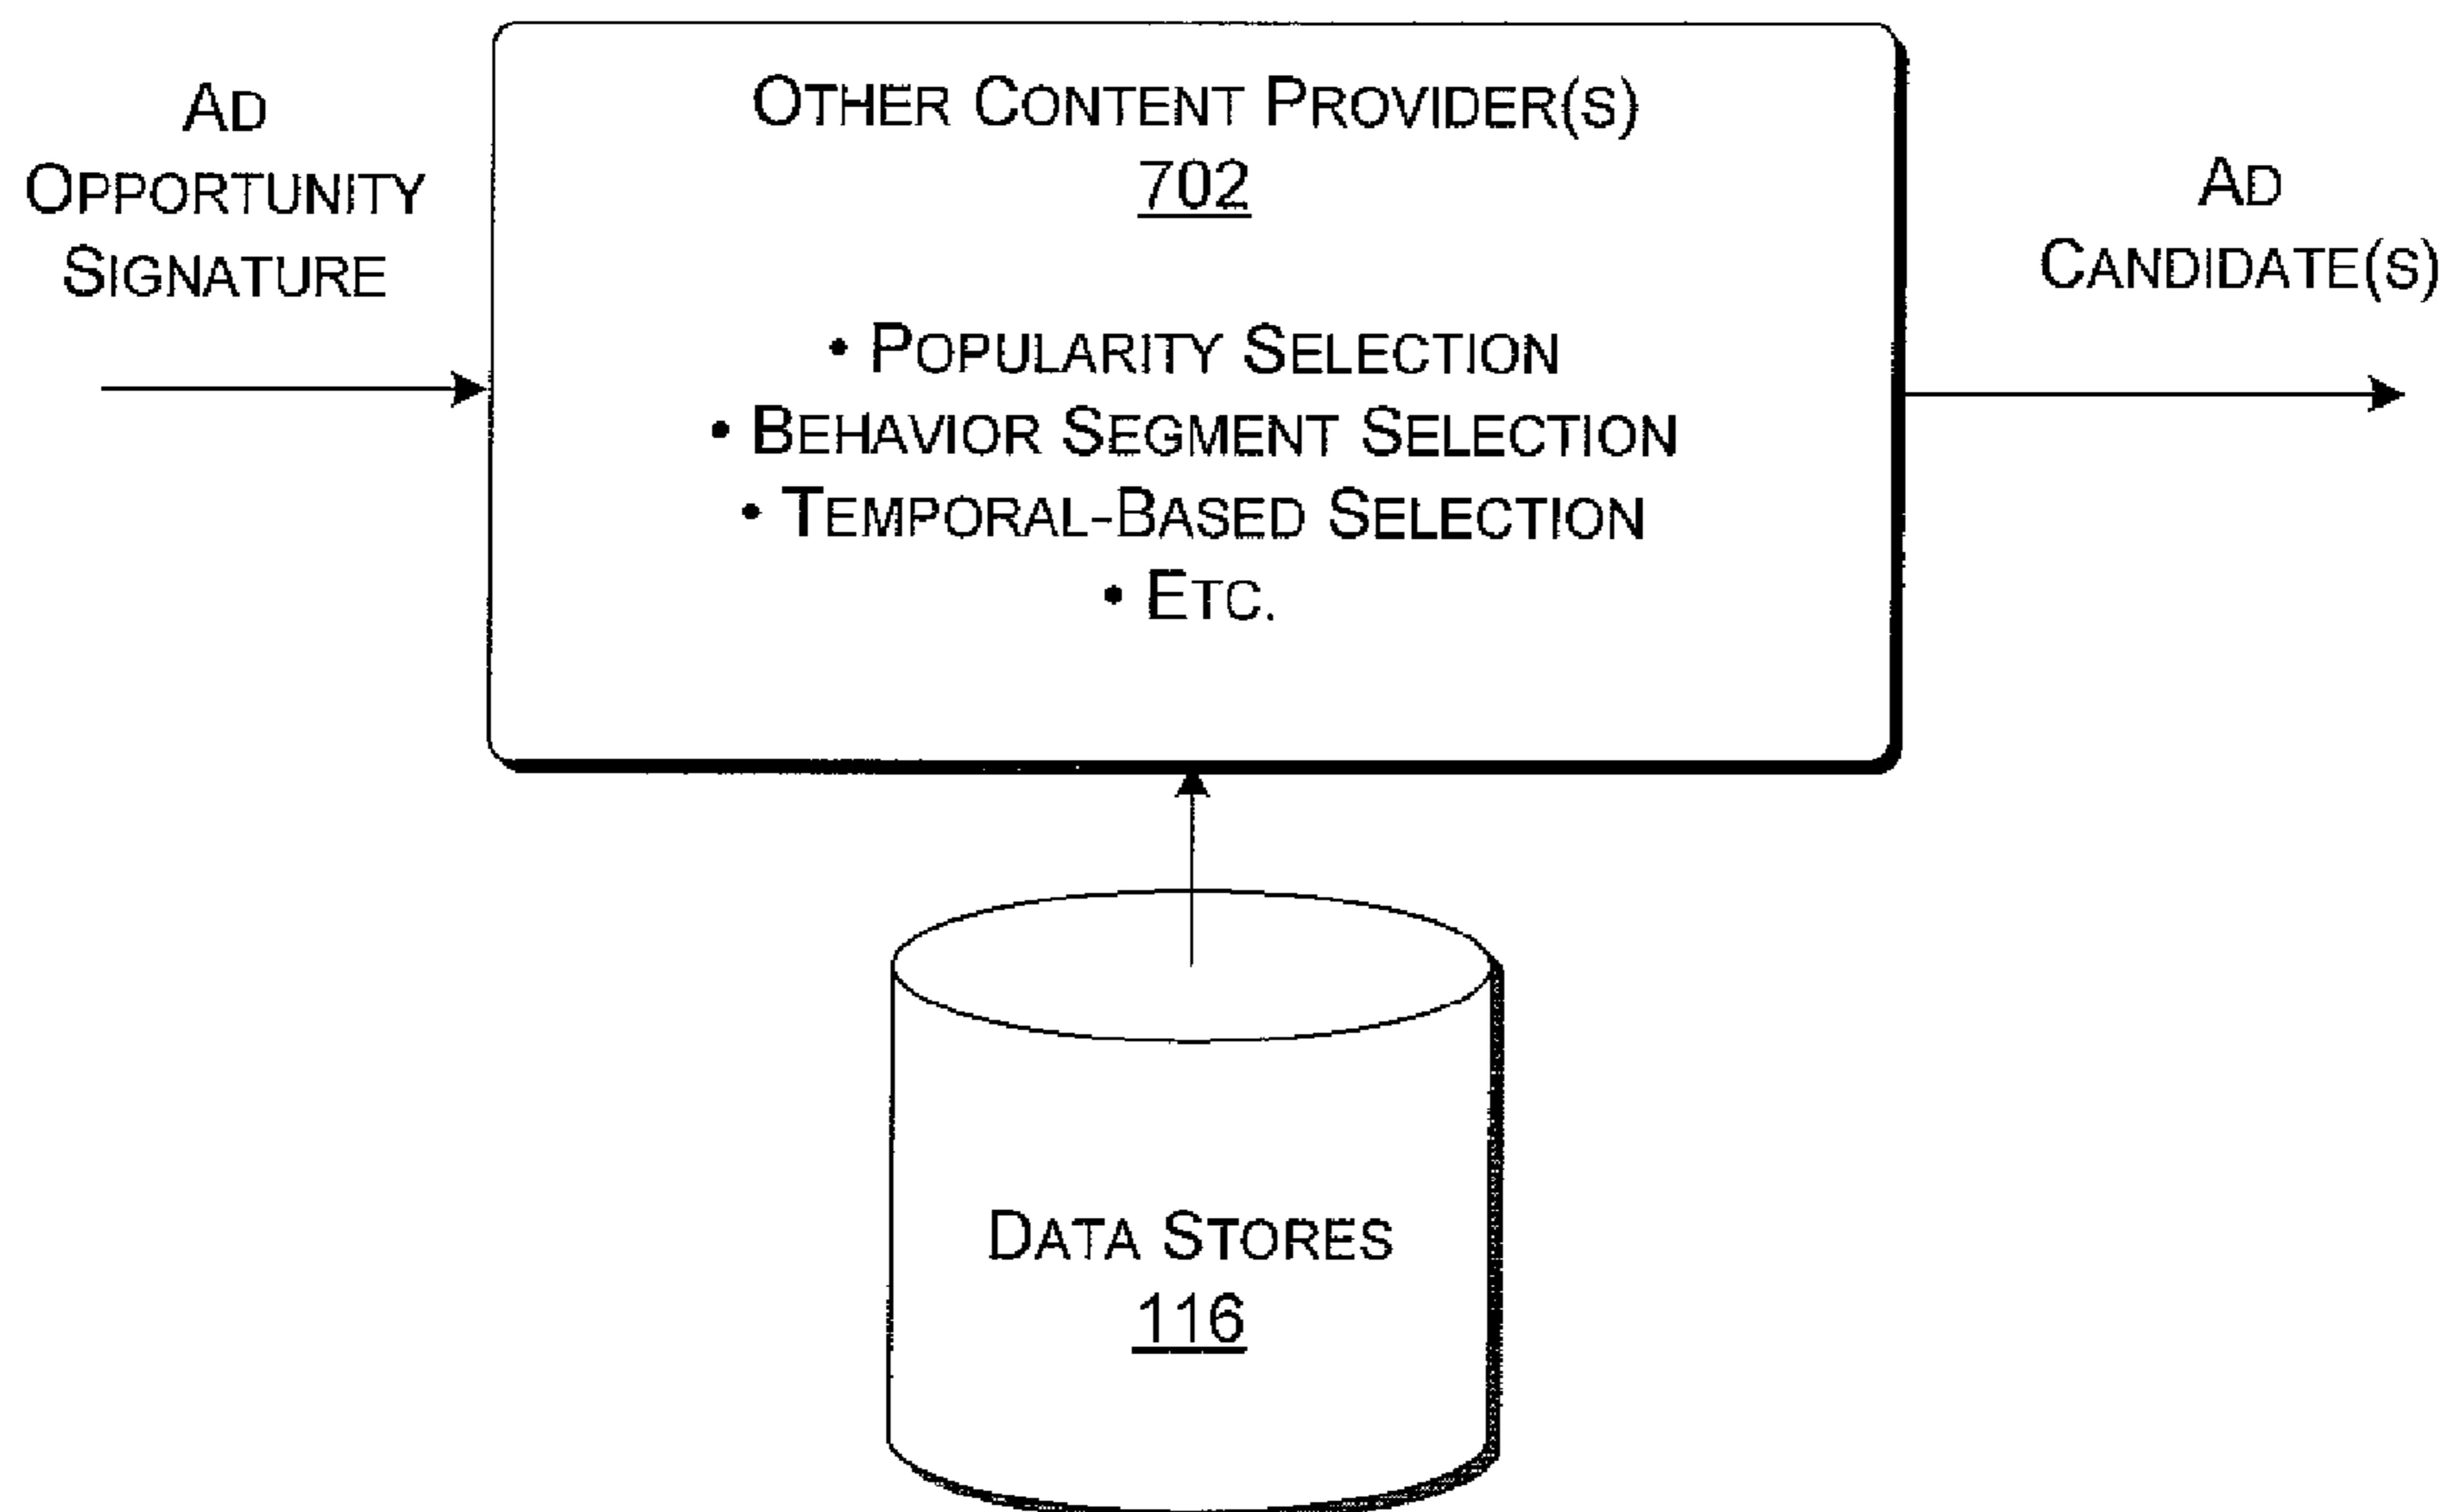 AD
OPPORTUNITY
SIGNATURE
OTHER CONTENT PROVIDER(S)
702
• POPULARITY SELECTION
• BEHAVIOR SEGMENT SELECTION
• TEMPORAL-BASED SELECTION
• ETC.
AD
CANDIDATE(S)
DATA STORES
116